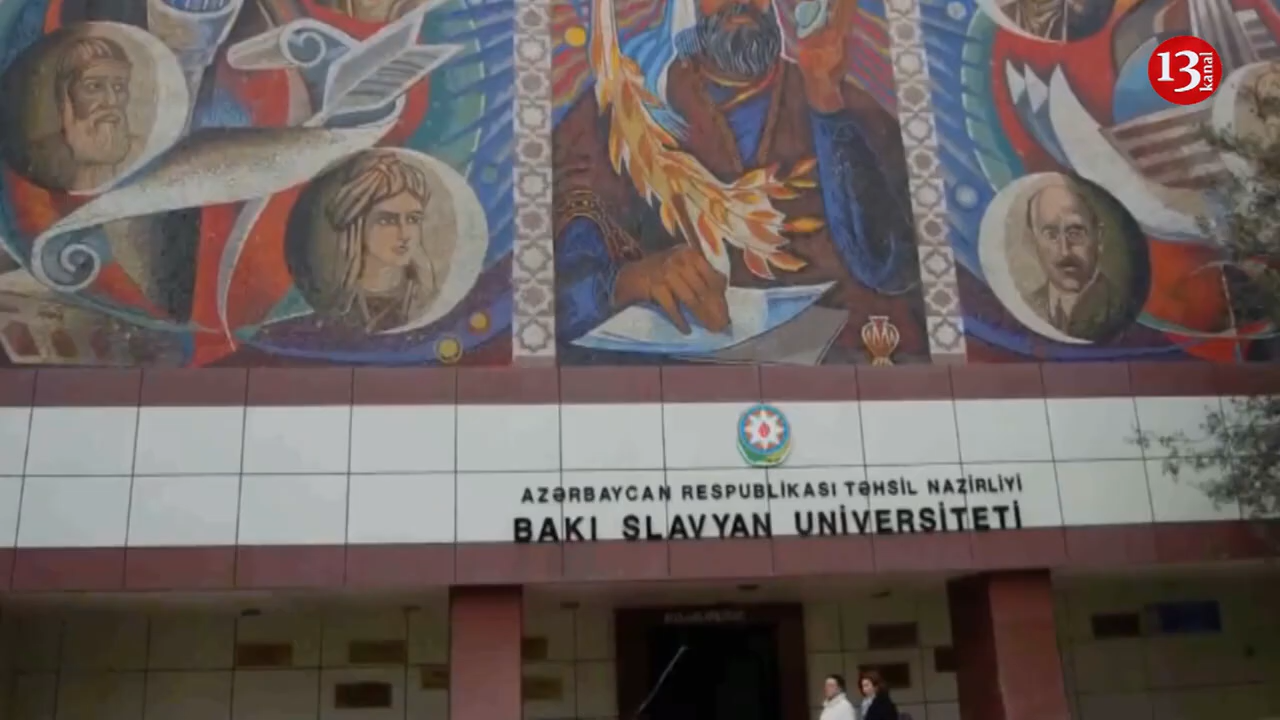 13
kanal
AZƏRBAYCAN RESPUBLİKASI TƏHSİL NAZİRLİYİ
BAKI SLAVYAN UNİVERSİTETİ